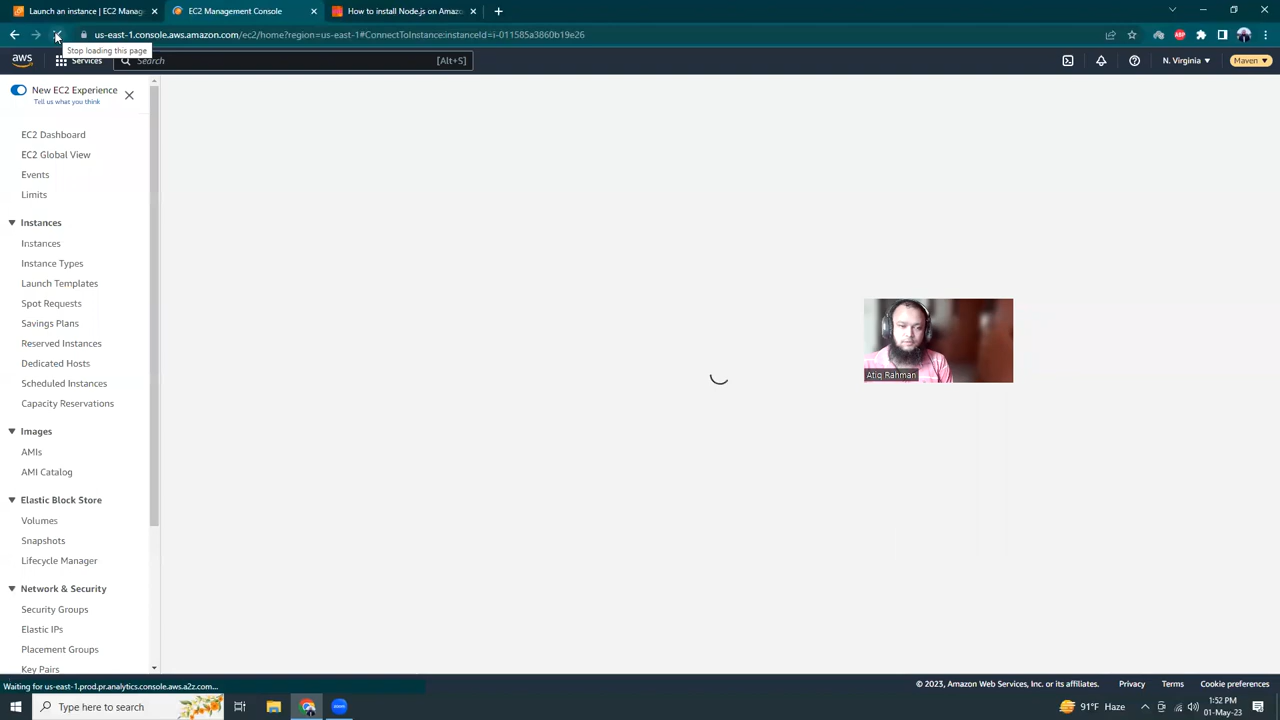 Launch an instance | EC2 Manag
EC2 Management Console
How to install Node.js on Amazon
us-east-1.console.aws.amazon.com/ec2/home?region=us-east-1#ConnectToInstance:instanceId=i-011585a3860b19e26
Stop loading this page
aws
Services
Search
[Alt+S]
N. Virginia
Maven
ABP
New EC2 Experience
Tell us what you think
EC2 Dashboard
EC2 Global View
Events
Limits
Instances
Instances
Instance Types
Launch Templates
Spot Requests
Savings Plans
Reserved Instances
Dedicated Hosts
Scheduled Instances
Capacity Reservations
Images
AMIs
AMI Catalog
Elastic Block Store
Volumes
Snapshots
Lifecycle Manager
Network & Security
Security Groups
Elastic IPs
Placement Groups
Key Pairs
Atiq Rahman
Waiting for us-east-1.prod.pr.analytics.console.aws.a2z.com...
© 2023, Amazon Web Services, Inc. or its affiliates.
Privacy
Terms
Cookie preferences
Type here to search
zoom
91°F Haze
1:52 PM
01-May-23